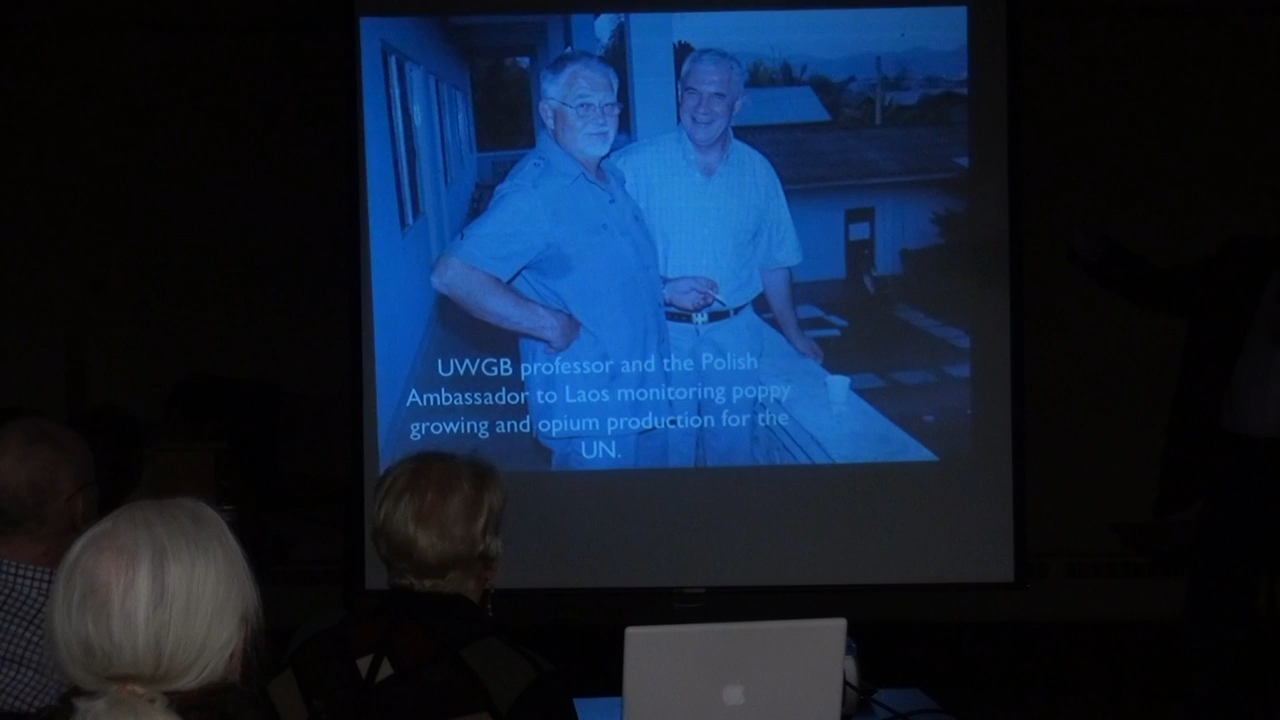 UWGB professor and the Polish
Ambassador to Laos monitoring poppy
growing and opium production for the
UN.